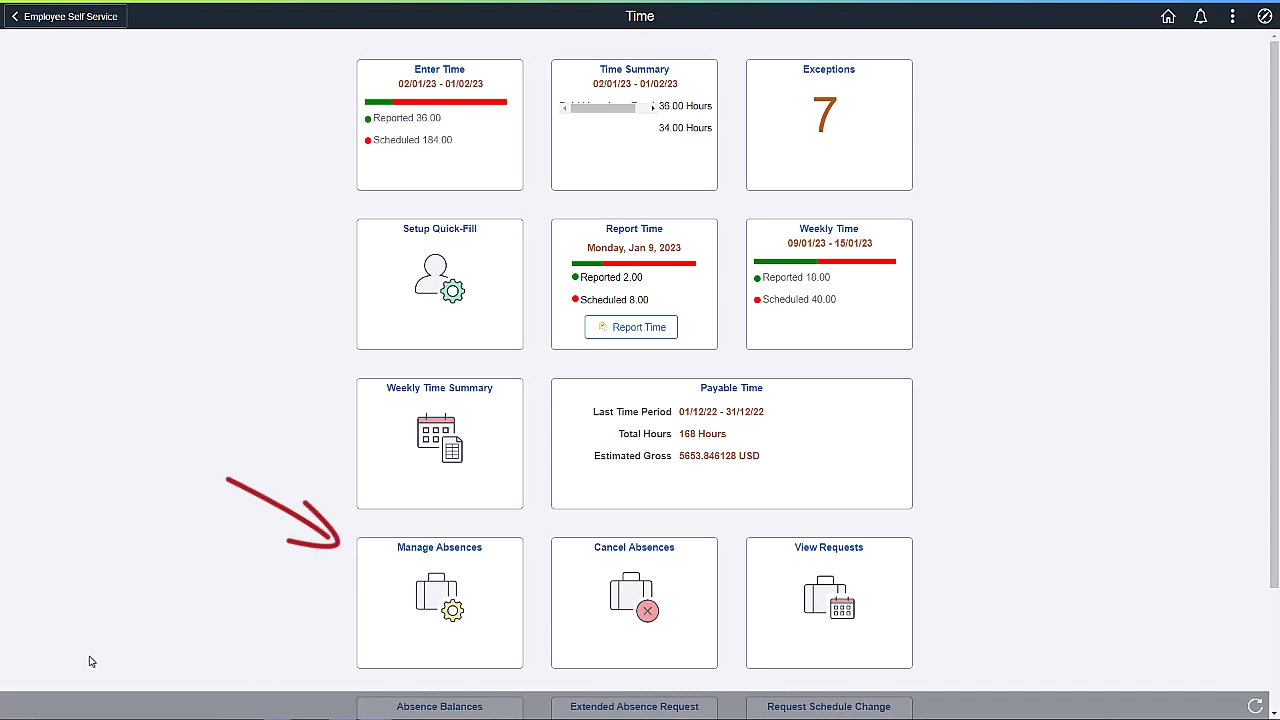 Employee Self Service
Time
Enter Time
02/01/23 - 01/02/23
Reported 36.00
Scheduled 184.00
Time Summary
02/01/23 - 01/02/23
36.00 Hours
34.00 Hours
Exceptions
7
Setup Quick-Fill
Report Time
Monday, Jan 9, 2023
Reported 2.00
Scheduled 8.00
Report Time
Weekly Time
09/01/23 - 15/01/23
Reported 18.00
Scheduled 40.00
Weekly Time Summary
Payable Time
Last Time Period 01/12/22 - 31/12/22
Total Hours 168 Hours
Estimated Gross 5653.846128 USD
Manage Absences
Cancel Absences
View Requests
Absence Balances
Extended Absence Request
Request Schedule Change